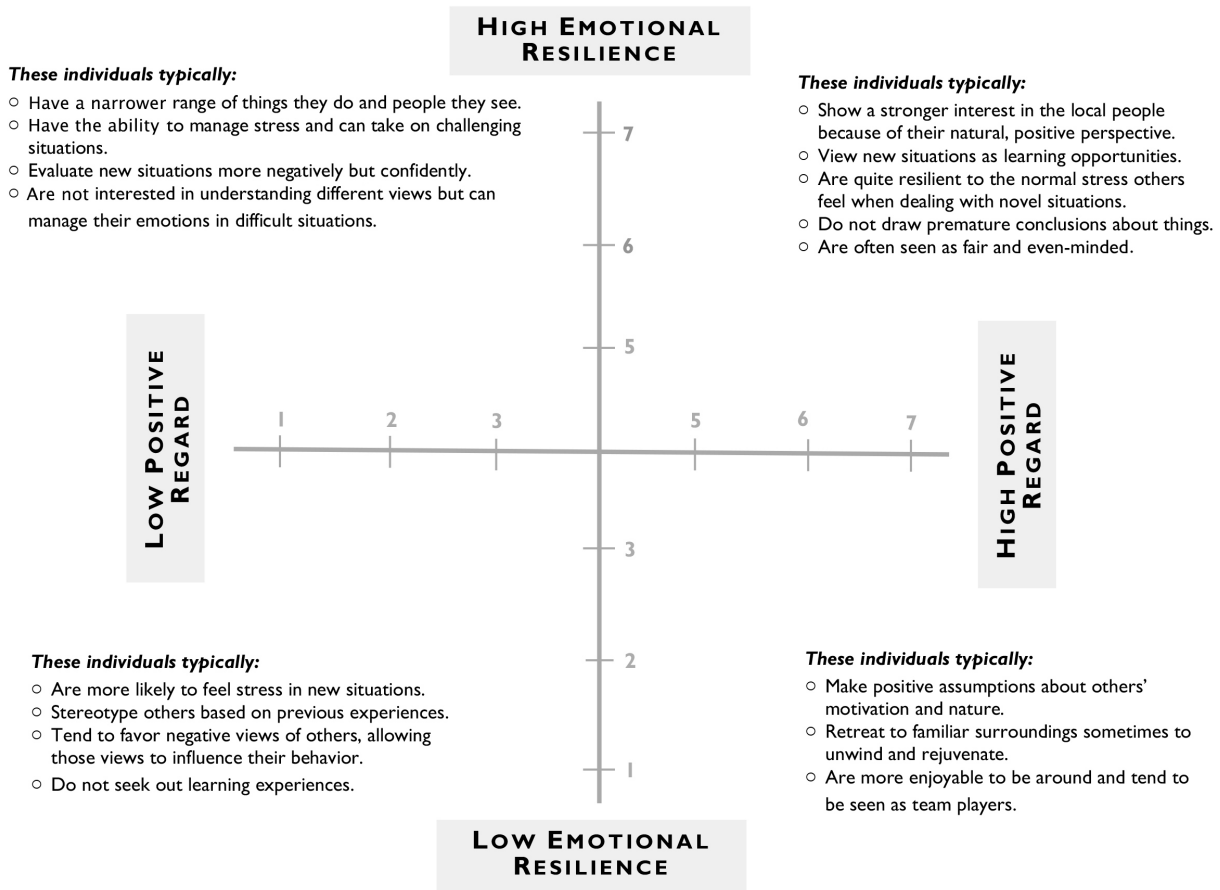 HIGH EMOTIONAL
RESILIENCE
These individuals typically:
○ Have a narrower range of things they do and people they see.
○ Have the ability to manage stress and can take on challenging
situations.
○ Evaluate new situations more negatively but confidently.
○ Are not interested in understanding different views but can
manage their emotions in difficult situations.
These individuals typically:
○ Show a stronger interest in the local people
because of their natural, positive perspective.
○ View new situations as learning opportunities.
○ Are quite resilient to the normal stress others
feel when dealing with novel situations.
○ Do not draw premature conclusions about things.
○ Are often seen as fair and even-minded.
7
6
5
LOW POSITIVE
REGARD
1 2 3 5 6 7
HIGH POSITIVE
REGARD
3
2
1
These individuals typically:
○ Are more likely to feel stress in new situations.
○ Stereotype others based on previous experiences.
○ Tend to favor negative views of others, allowing
those views to influence their behavior.
○ Do not seek out learning experiences.
These individuals typically:
○ Make positive assumptions about others’
motivation and nature.
○ Retreat to familiar surroundings sometimes to
unwind and rejuvenate.
○ Are more enjoyable to be around and tend to
be seen as team players.
LOW EMOTIONAL
RESILIENCE